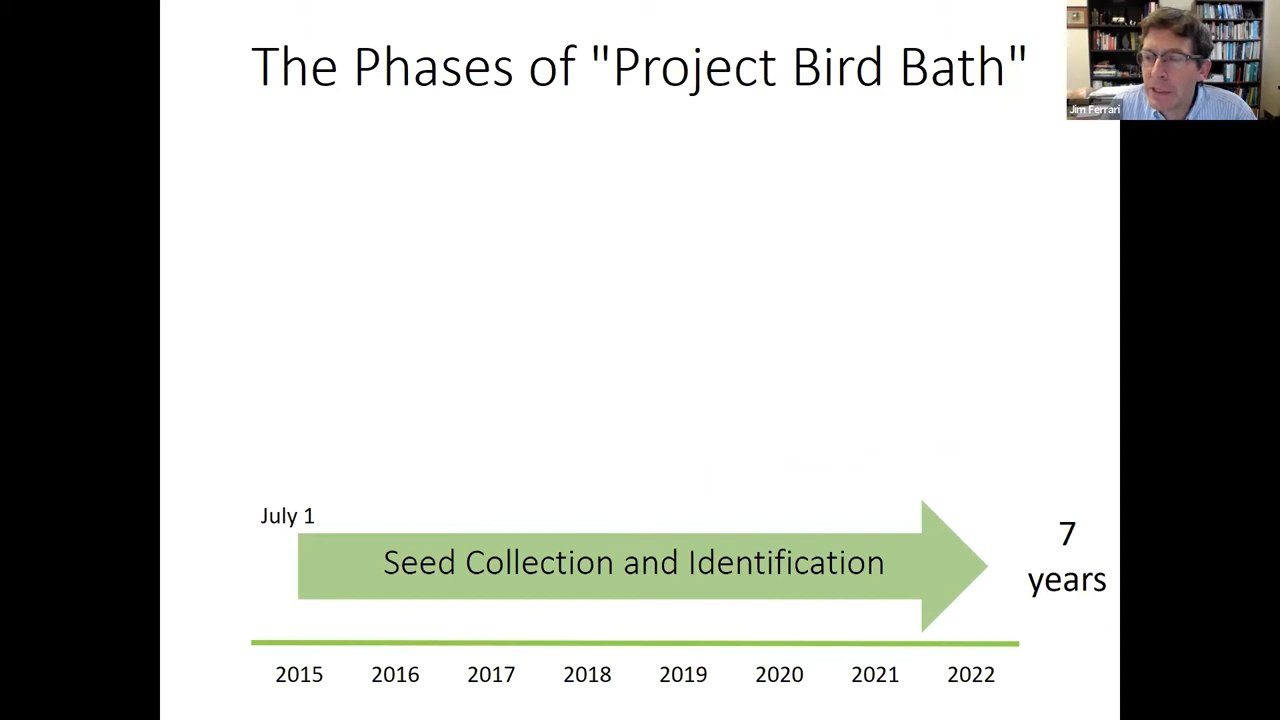 The Phases of "Project Bird Bath"
Jim Ferrari
July 1
Seed Collection and Identification
7
years
2015 2016 2017 2018 2019 2020 2021 2022